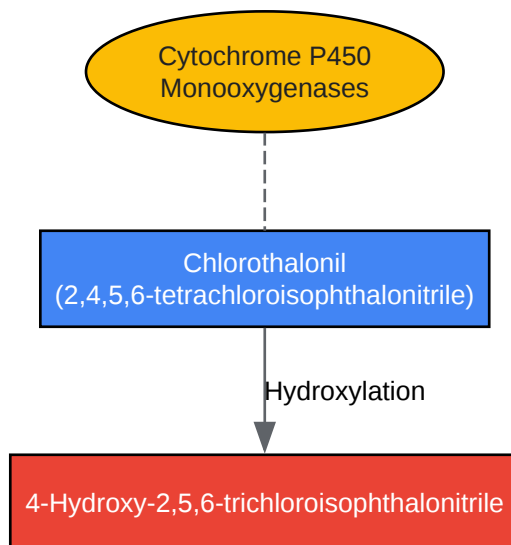 Cytochrome P450
Monooxygenases
Chlorothalonil
(2,4,5,6-tetrachloroisophthalonitrile)
Hydroxylation
4-Hydroxy-2,5,6-trichloroisophthalonitrile